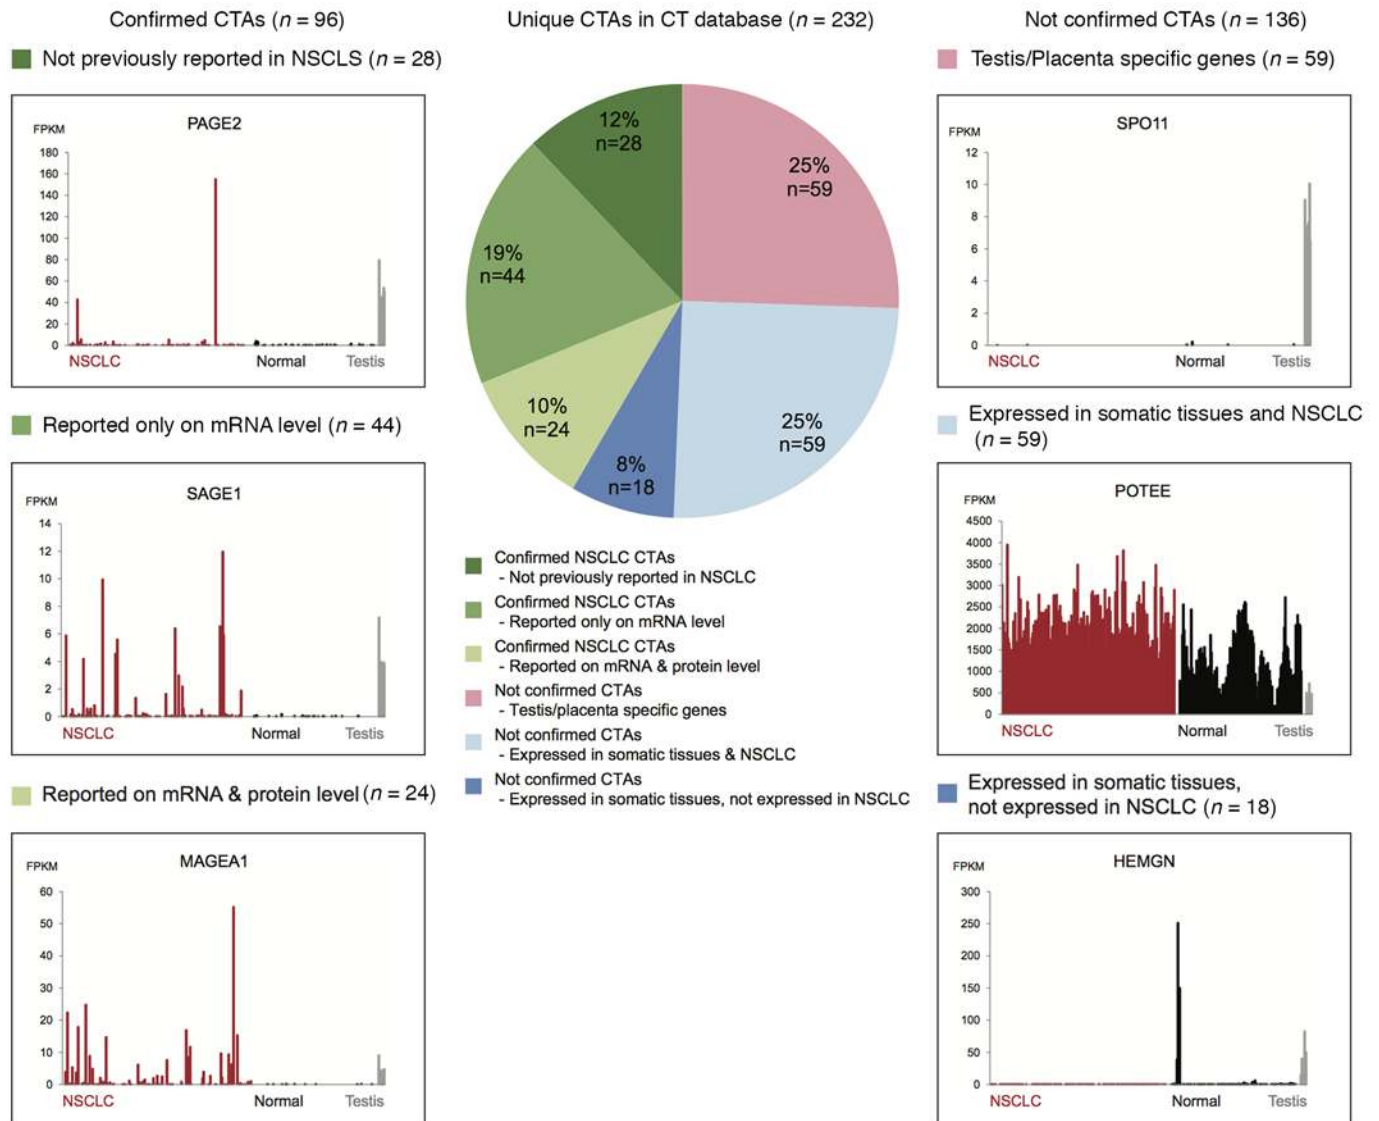 Confirmed CTAs (n = 96)
Not previously reported in NSCLS (n = 28)
PAGE2
FPKM
180
160
140
120
100
80
60
40
20
0
NSCLC Normal Testis
Reported only on mRNA level (n = 44)
SAGE1
FPKM
14
12
10
8
6
4
2
0
NSCLC Normal Testis
Reported on mRNA & protein level (n = 24)
MAGEA1
FPKM
60
50
40
30
20
10
0
NSCLC Normal Testis
Unique CTAs in CT database (n = 232)
12%
n=28
25%
n=59
19%
n=44
10%
n=24
8%
n=18
25%
n=59
Confirmed NSCLC CTAs
- Not previously reported in NSCLC
Confirmed NSCLC CTAs
- Reported only on mRNA level
Confirmed NSCLC CTAs
- Reported on mRNA & protein level
Not confirmed CTAs
- Testis/placenta specific genes
Not confirmed CTAs
- Expressed in somatic tissues & NSCLC
Not confirmed CTAs
- Expressed in somatic tissues, not expressed in NSCLC
Not confirmed CTAs (n = 136)
Testis/Placenta specific genes (n = 59)
SPO11
FPKM
12
10
8
6
4
2
0
NSCLC Normal Testis
Expressed in somatic tissues and NSCLC
(n = 59)
POTEE
FPKM
4500
4000
3500
3000
2500
2000
1500
1000
500
0
NSCLC Normal Testis
Expressed in somatic tissues,
not expressed in NSCLC (n = 18)
HEMGN
FPKM
300
250
200
150
100
50
0
NSCLC Normal Testis